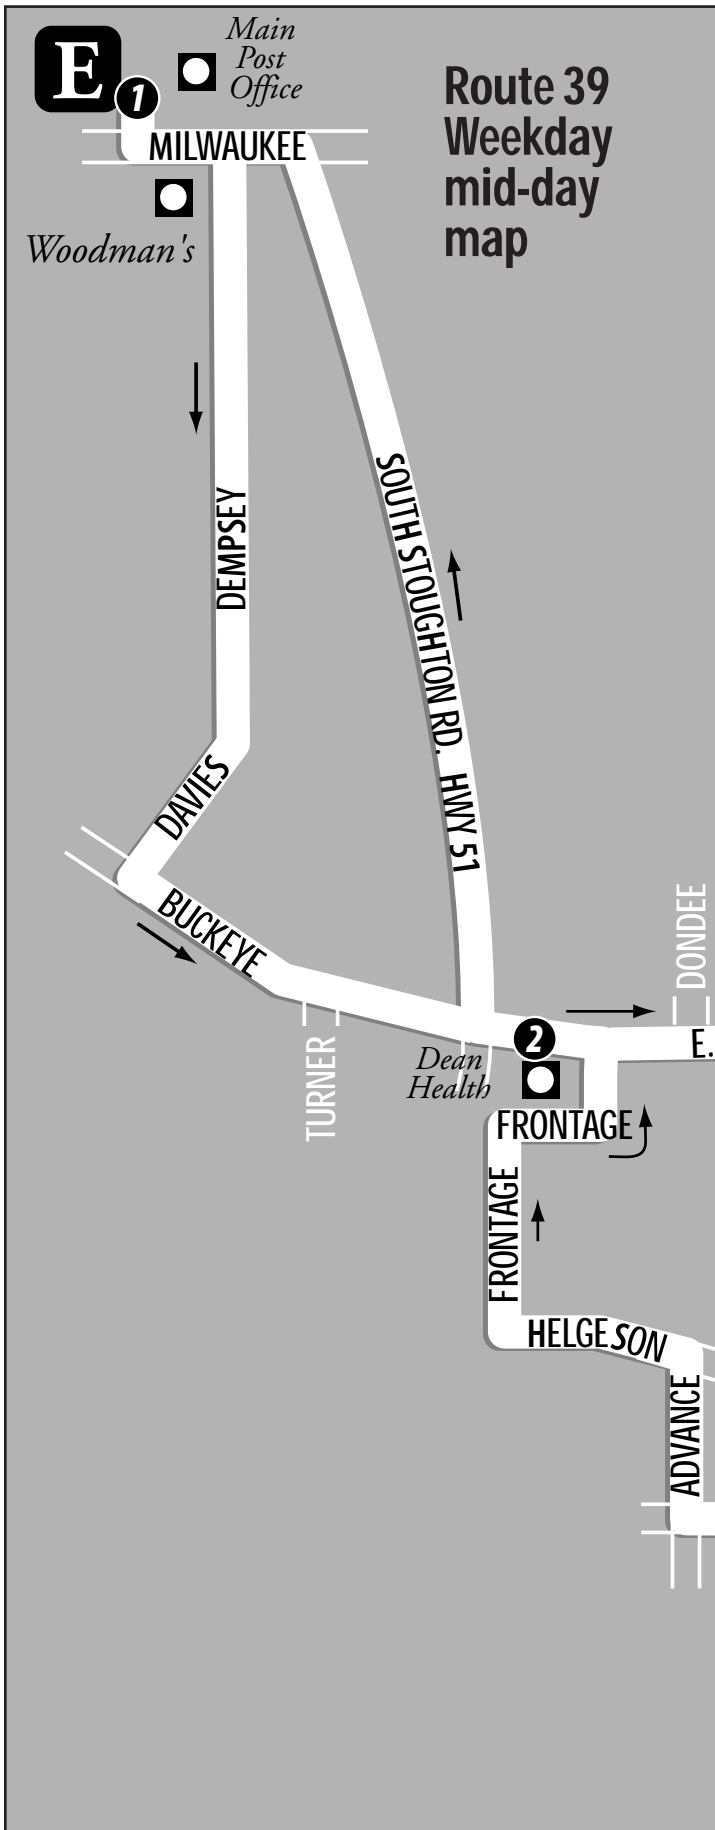 E
1
Main
Post
Office
Route 39
Weekday
mid-day
map
MILWAUKEE
Woodman's
DEMPSEY
SOUTH STOUGHTON RD. HWY 51
DAVIES
BUCKEYE
DONDEE
TURNER
2
E.
Dean
Health
FRONTAGE
FRONTAGE
HELGESON
ADVANCE